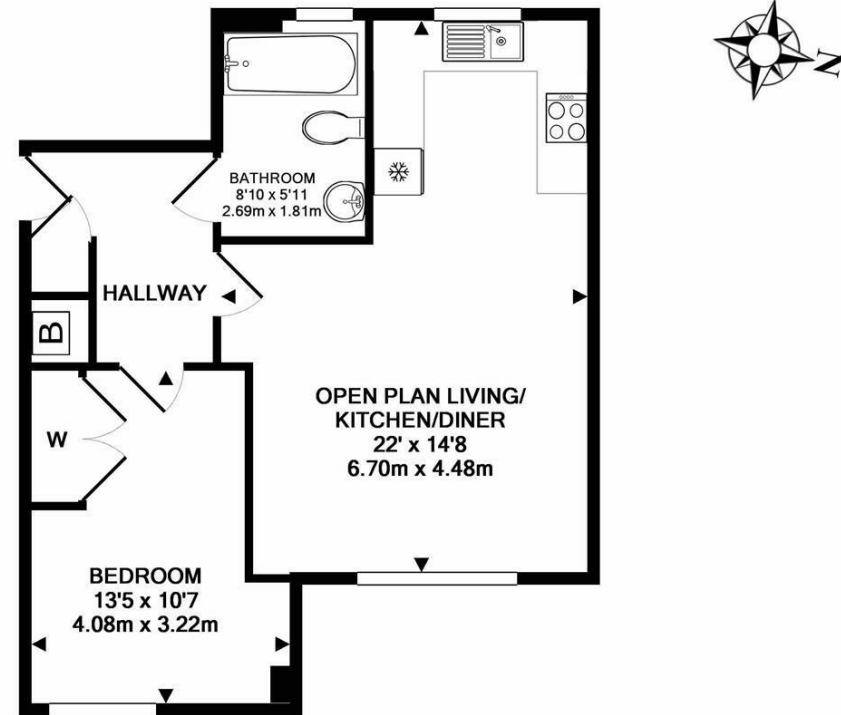 N
BATHROOM
8'10 x 5'11
2.69m x 1.81m
HALLWAY
B
W
OPEN PLAN LIVING/
KITCHEN/DINER
22' x 14'8
6.70m x 4.48m
BEDROOM
13'5 x 10'7
4.08m x 3.22m